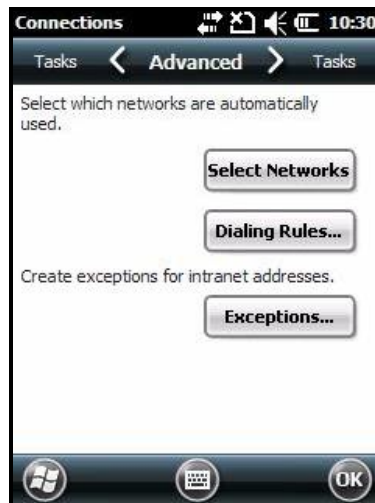 Connections 10:30
Tasks Advanced Tasks
Select which networks are automatically
used.
Select Networks
Dialing Rules...
Create exceptions for intranet addresses.
Exceptions...
OK